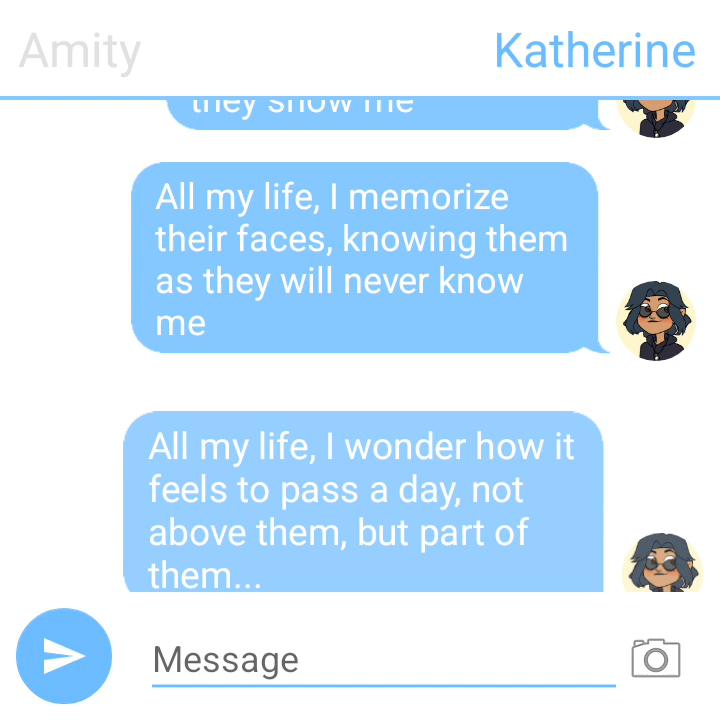 Amity
Katherine
they show me
All my life, I memorize
their faces, knowing them
as they will never know
me
All my life, I wonder how it
feels to pass a day, not
above them, but part of
them...
Message